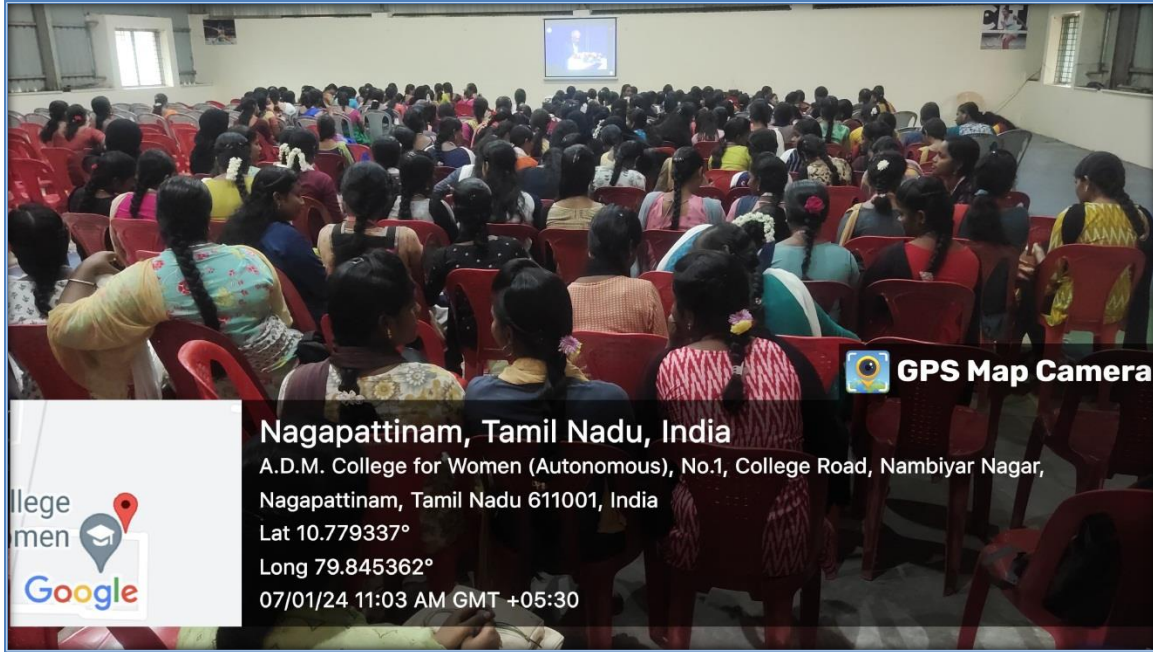 GPS Map Camera
Nagapattinam, Tamil Nadu, India
A.D.M. College for Women (Autonomous), No.1, College Road, Nambiyar Nagar,
Nagapattinam, Tamil Nadu 611001, India
Lat 10.779337°
Long 79.845362°
07/01/24 11:03 AM GMT +05:30
llege
men
Google